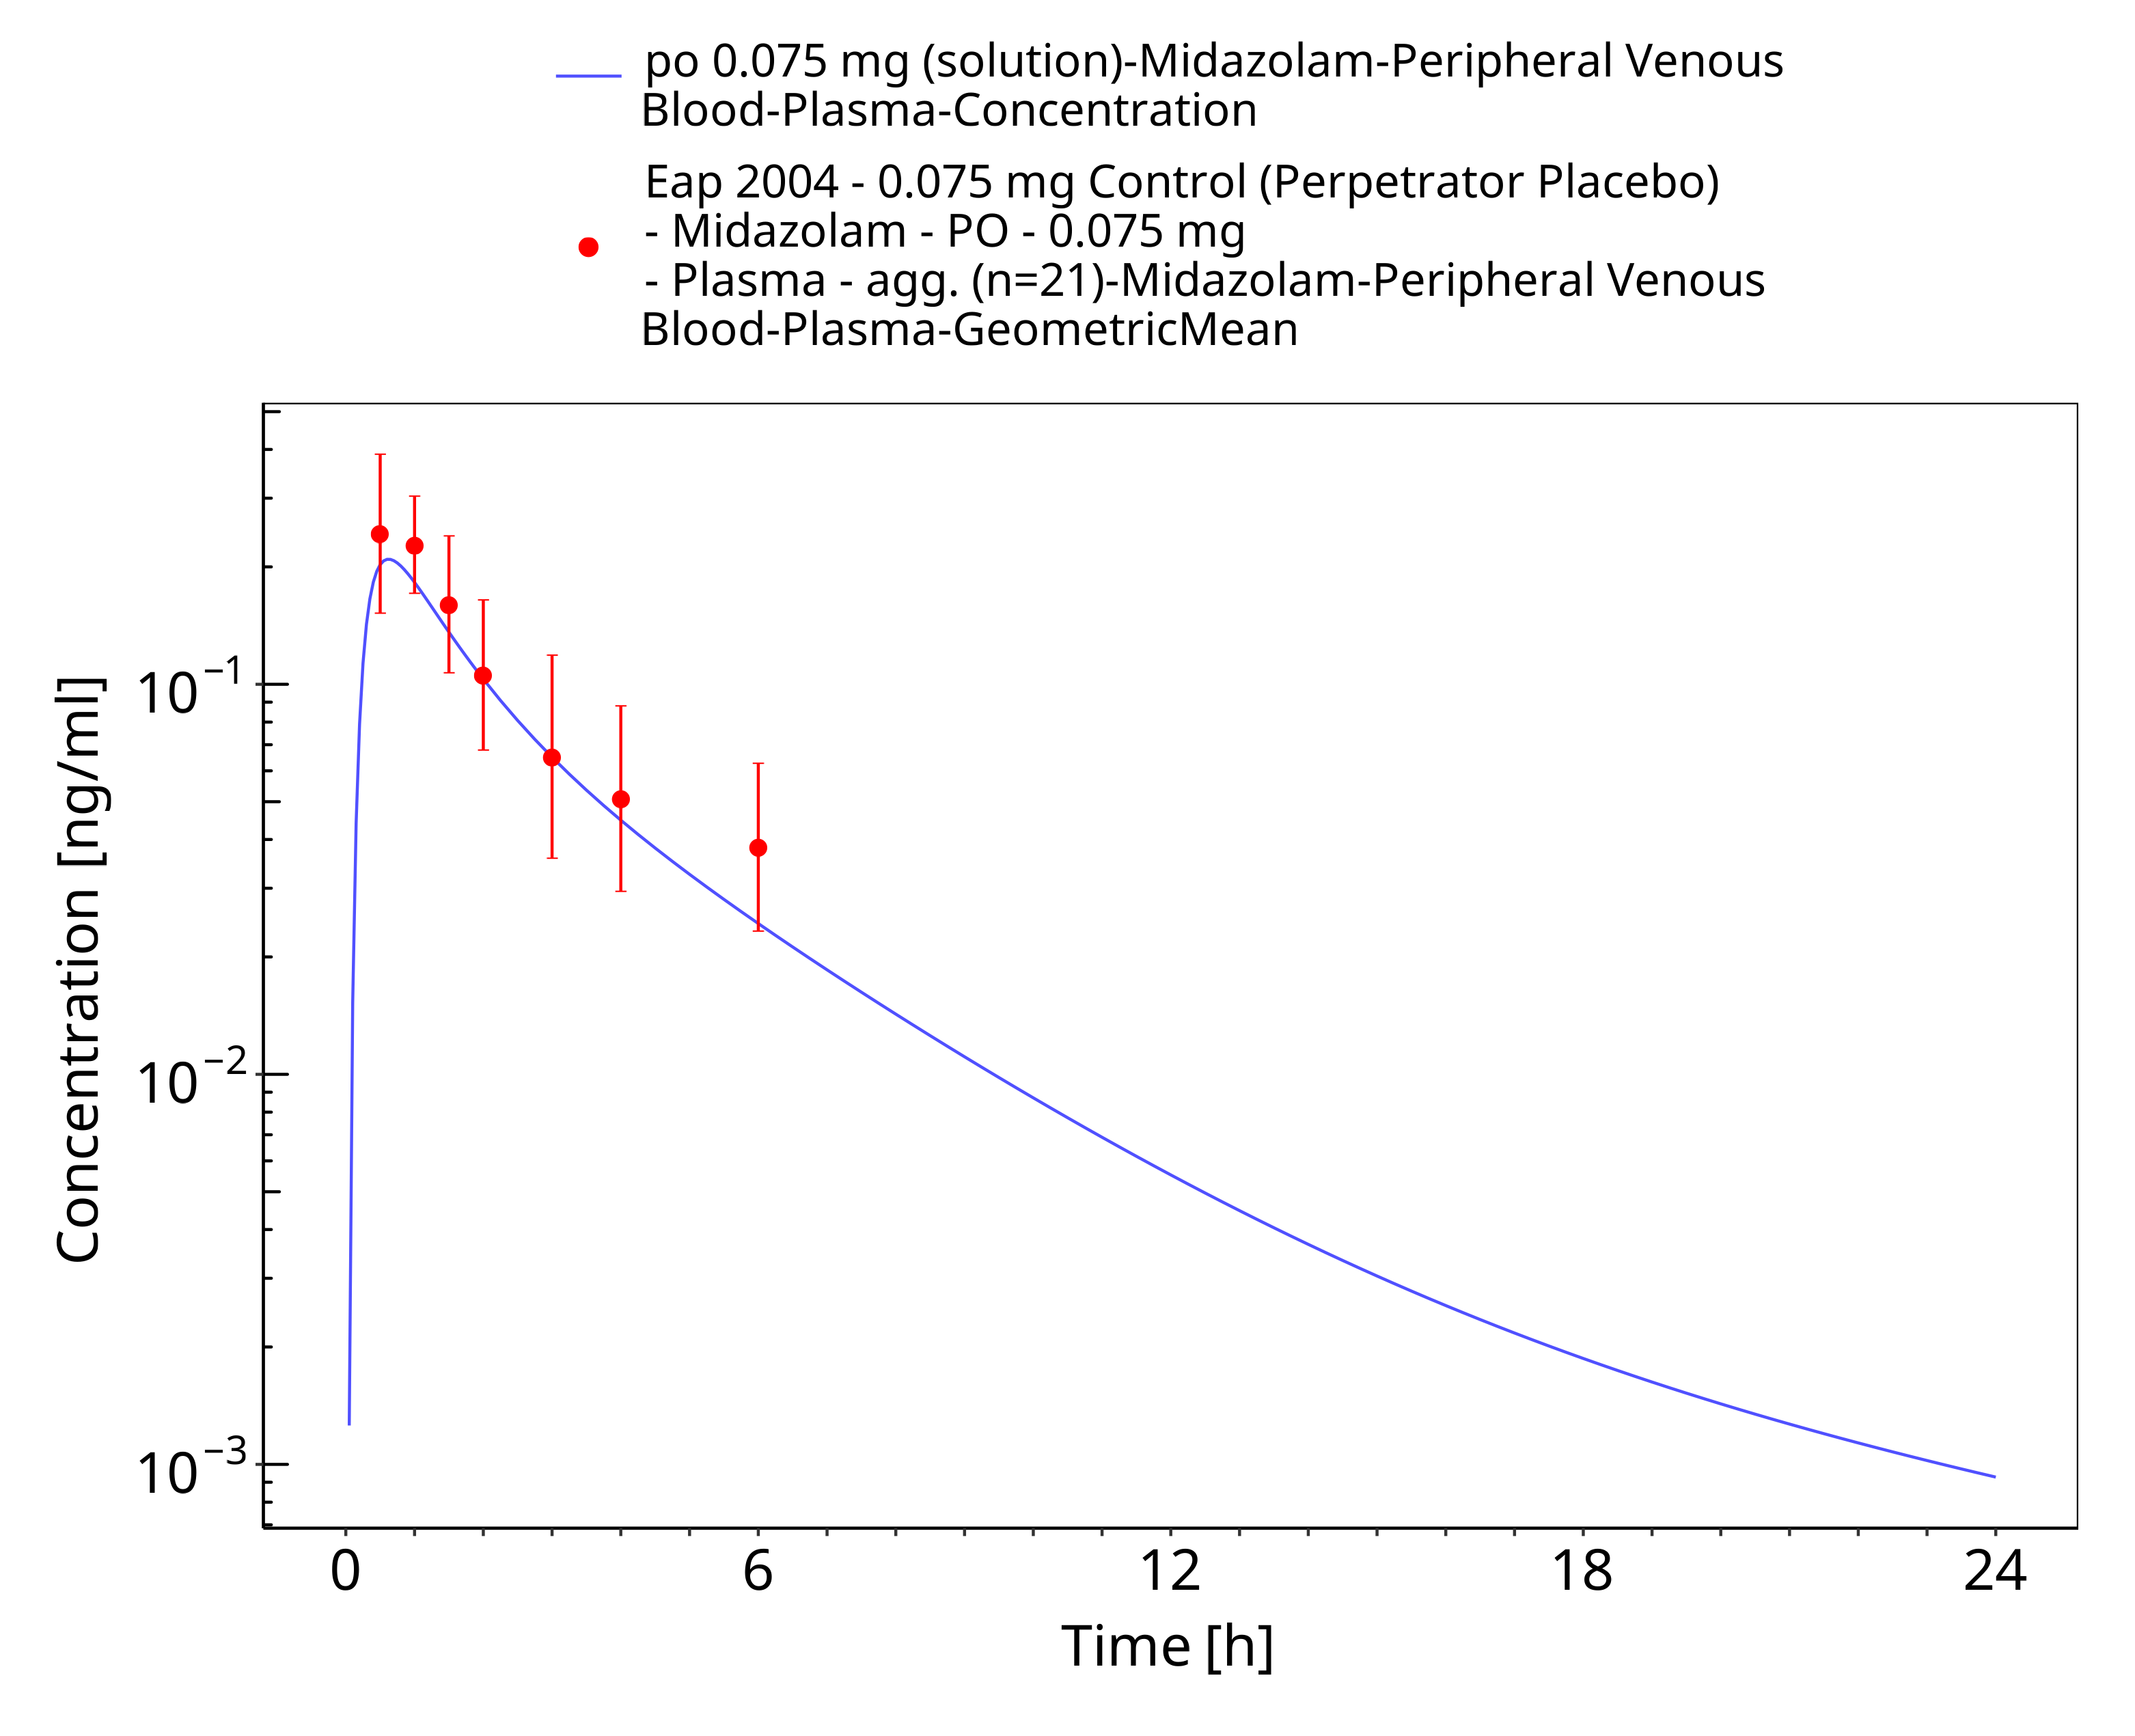 po 0.075 mg (solution)-Midazolam-Peripheral Venous
Blood-Plasma-Concentration
Eap 2004 - 0.075 mg Control (Perpetrator Placebo)
- Midazolam - PO - 0.075 mg
- Plasma - agg. (n=21)-Midazolam-Peripheral Venous
Blood-Plasma-GeometricMean
Concentration [ng/ml]
10−1
10−2
10−3
0 6 12 18 24
Time [h]